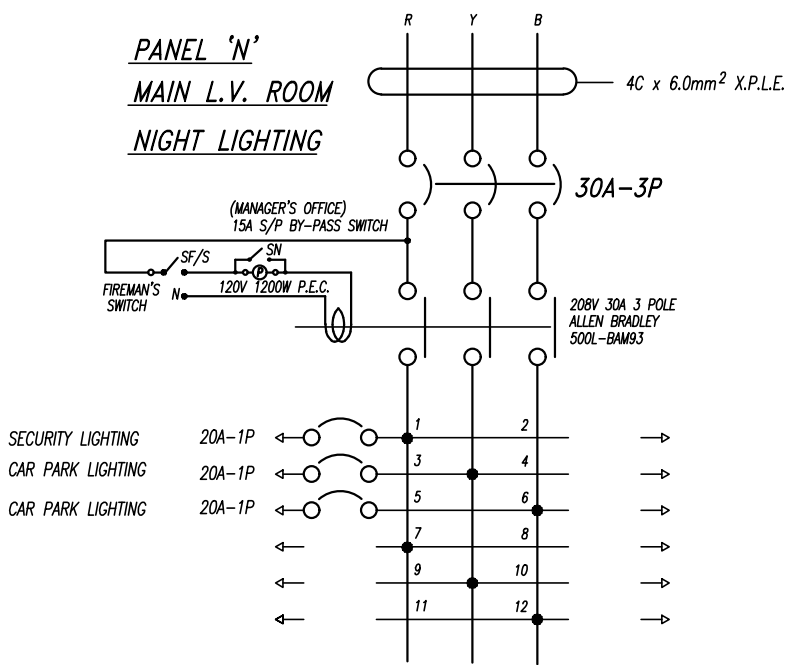 R Y B
PANEL 'N'
MAIN L.V. ROOM
NIGHT LIGHTING
4C x 6.0mm² X.P.L.E.
30A-3P
(MANAGER'S OFFICE)
15A S/P BY-PASS SWITCH
SF/S
SN
P
FIREMAN'S
SWITCH
N
120V 1200W P.E.C.
208V 30A 3 POLE
ALLEN BRADLEY
500L-BAM93
SECURITY LIGHTING 20A-1P 1 2
CAR PARK LIGHTING 20A-1P 3 4
CAR PARK LIGHTING 20A-1P 5 6
7 8
9 10
11 12